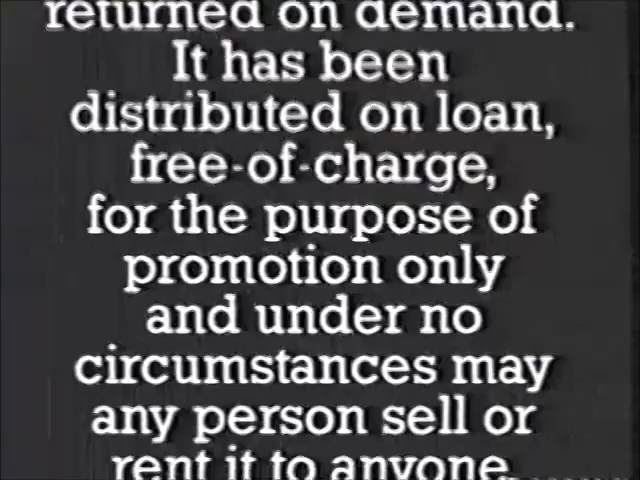 returned on demand.
It has been
distributed on loan,
free-of-charge,
for the purpose of
promotion only
and under no
circumstances may
any person sell or
rent it to anyone